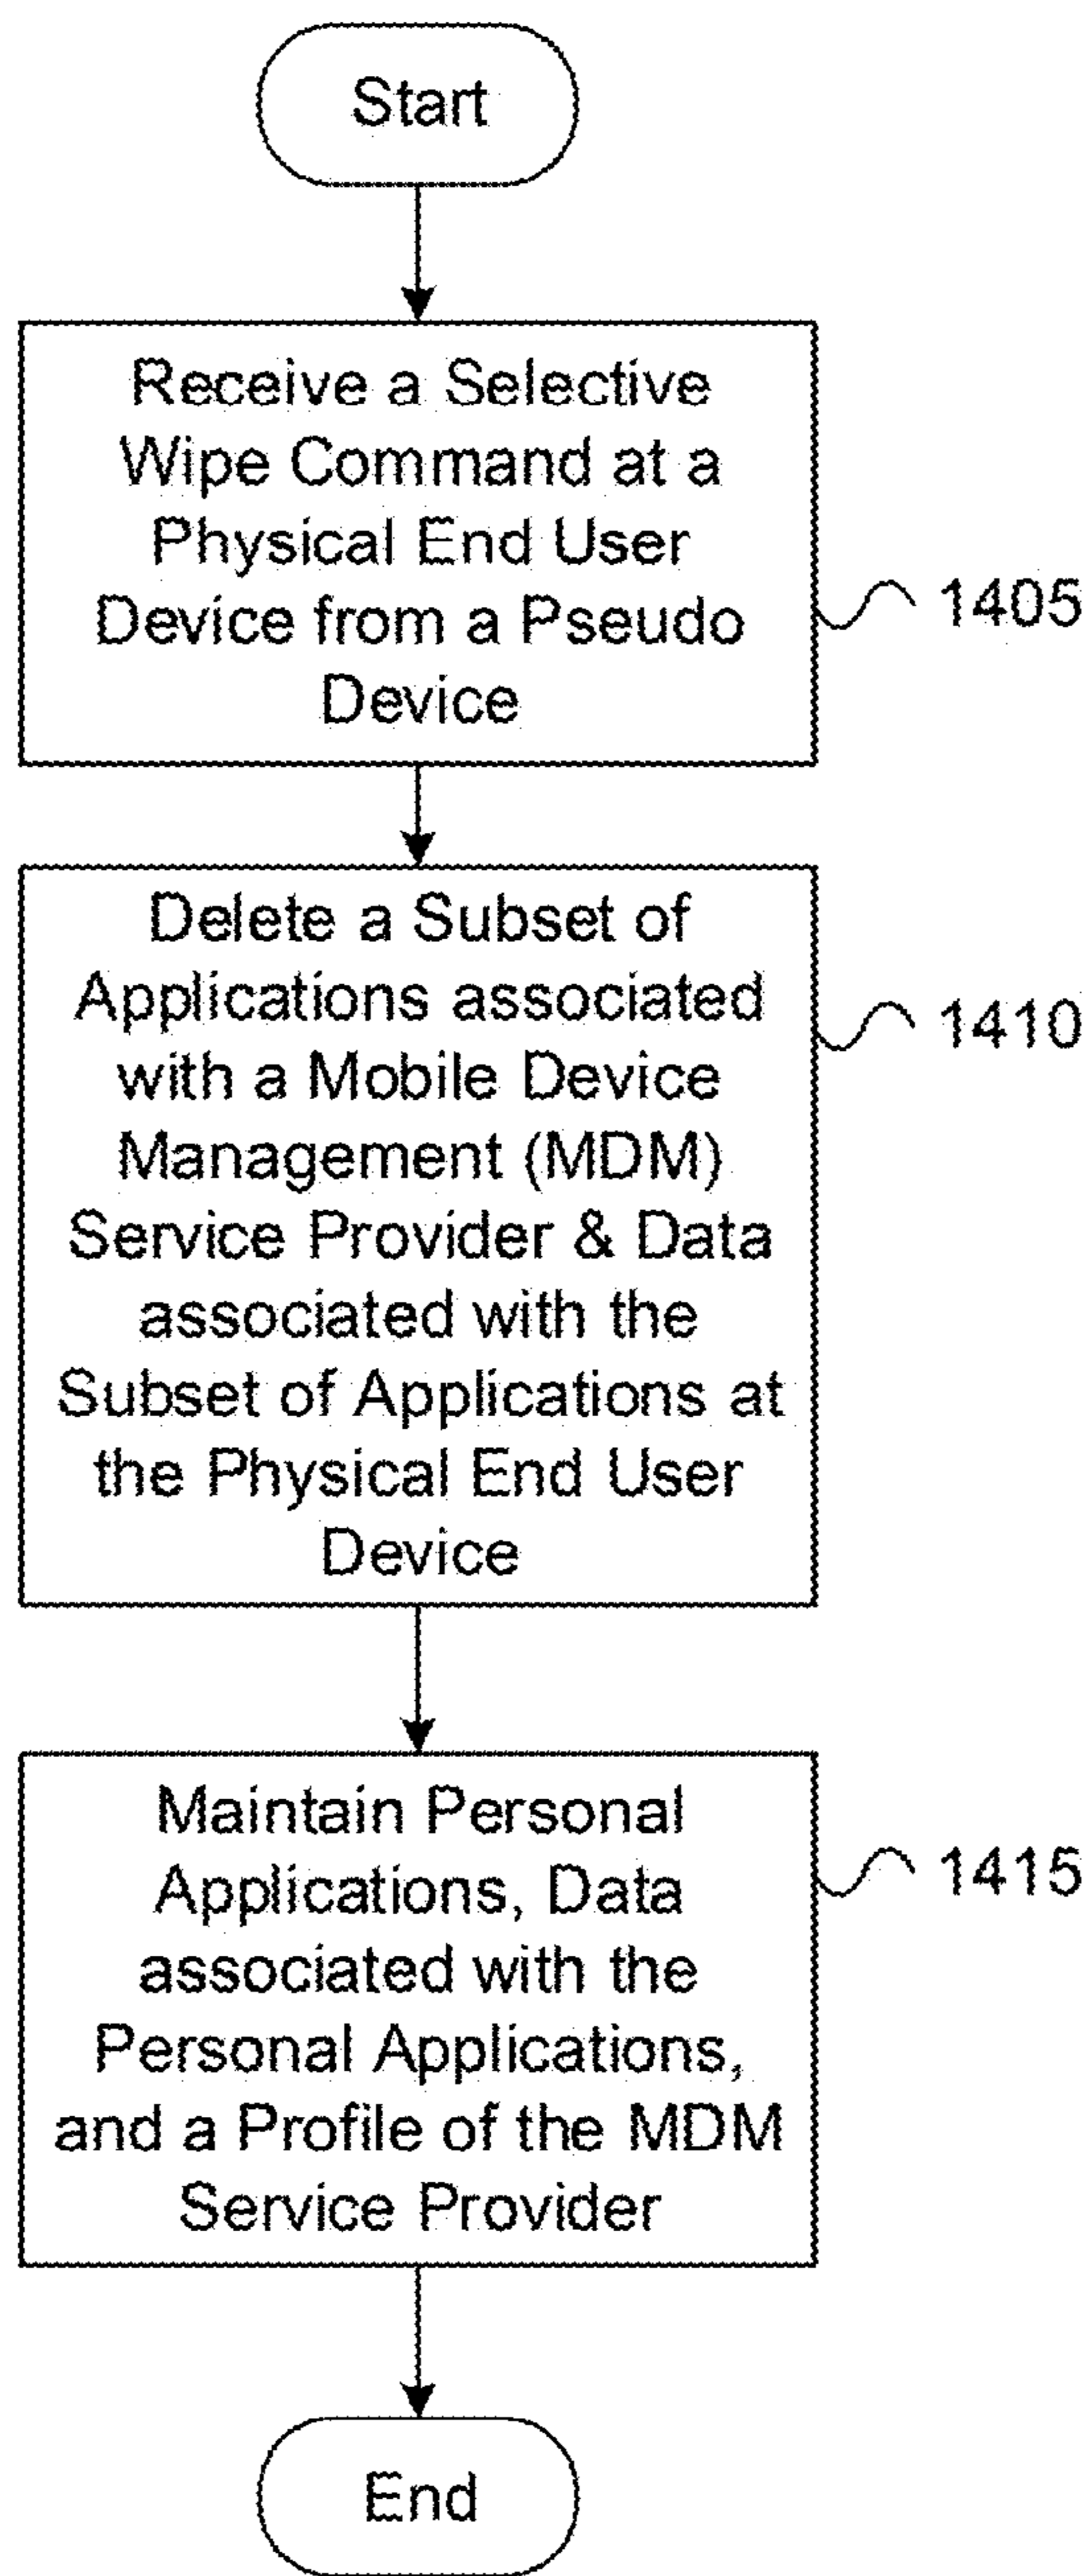 Start
Receive a Selective
Wipe Command at a
Physical End User
Device from a Pseudo
Device
1405
Delete a Subset of
Applications associated
with a Mobile Device
Management (MDM)
Service Provider & Data
associated with the
Subset of Applications at
the Physical End User
Device
1410
Maintain Personal
Applications, Data
associated with the
Personal Applications,
and a Profile of the MDM
Service Provider
1415
End